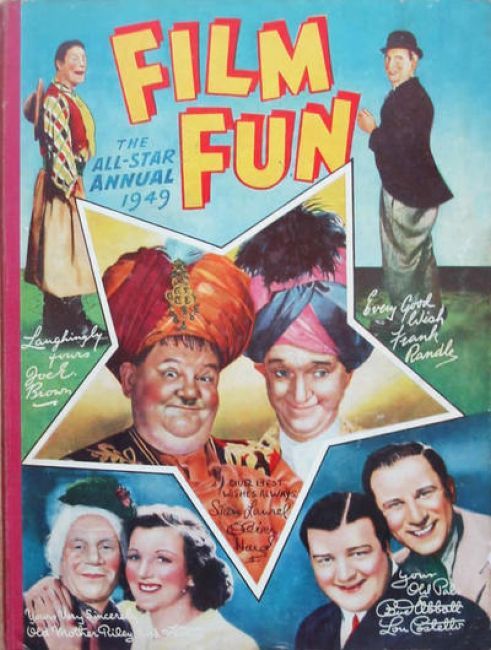 FILM
FUN
THE
ALL-STAR
ANNUAL
1949
Laughingly
yours
Joe E.
Brown
Every Good
Wish
Frank
Randle
OUR BEST
WISHES ALWAYS
Stan Laurel
Oliver
Hardy
Yours Very Sincerely
Old Mother Riley and
Your
Old Pals
Bud Abbott
Lou Costello